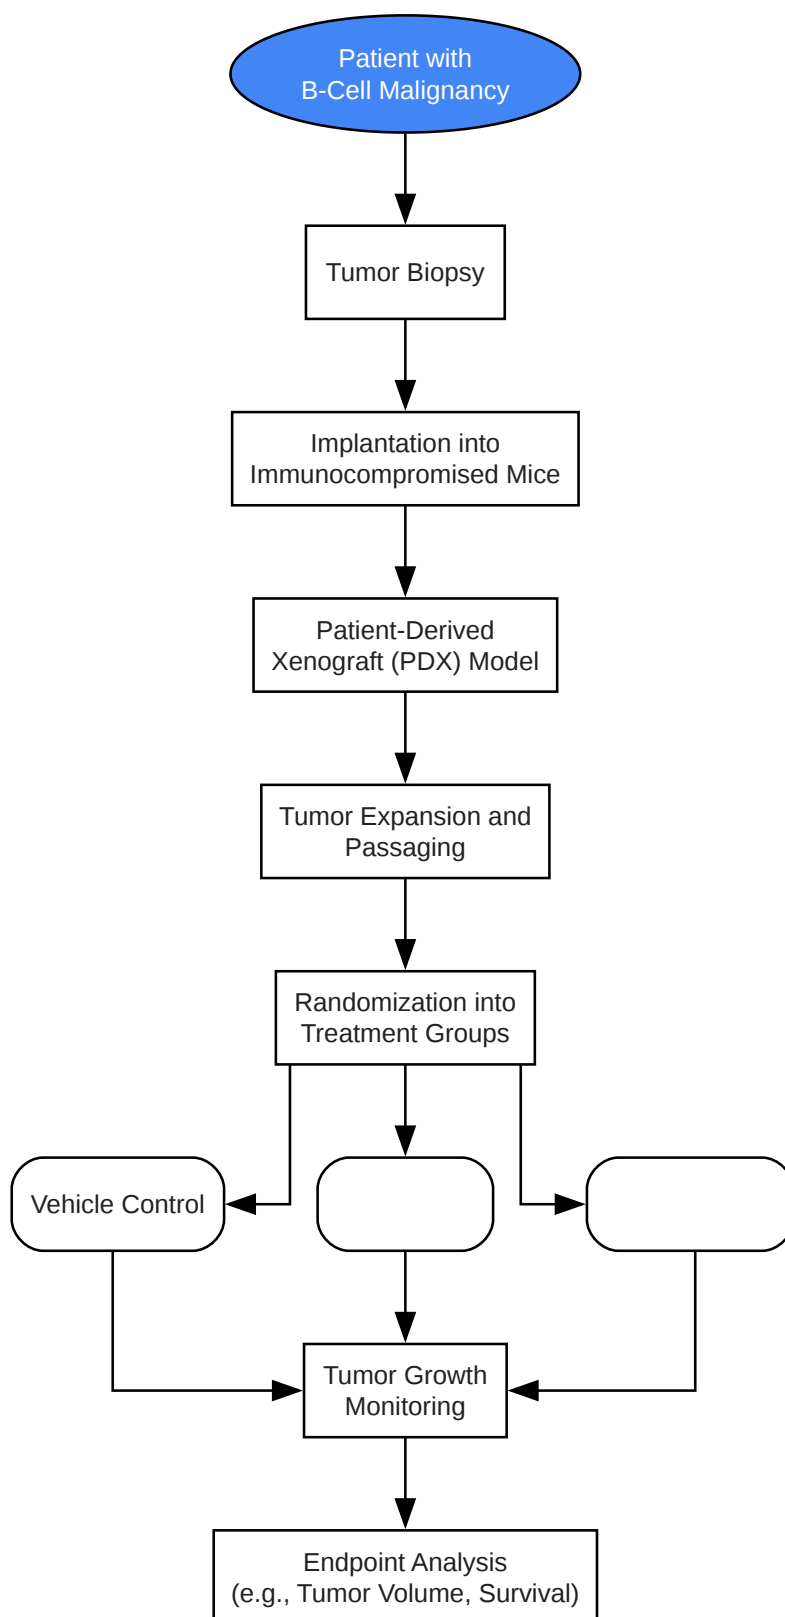 Patient with
B-Cell Malignancy
Tumor Biopsy
Implantation into
Immunocompromised Mice
Patient-Derived
Xenograft (PDX) Model
Tumor Expansion and
Passaging
Randomization into
Treatment Groups
Vehicle Control
Tumor Growth
Monitoring
Endpoint Analysis
(e.g., Tumor Volume, Survival)